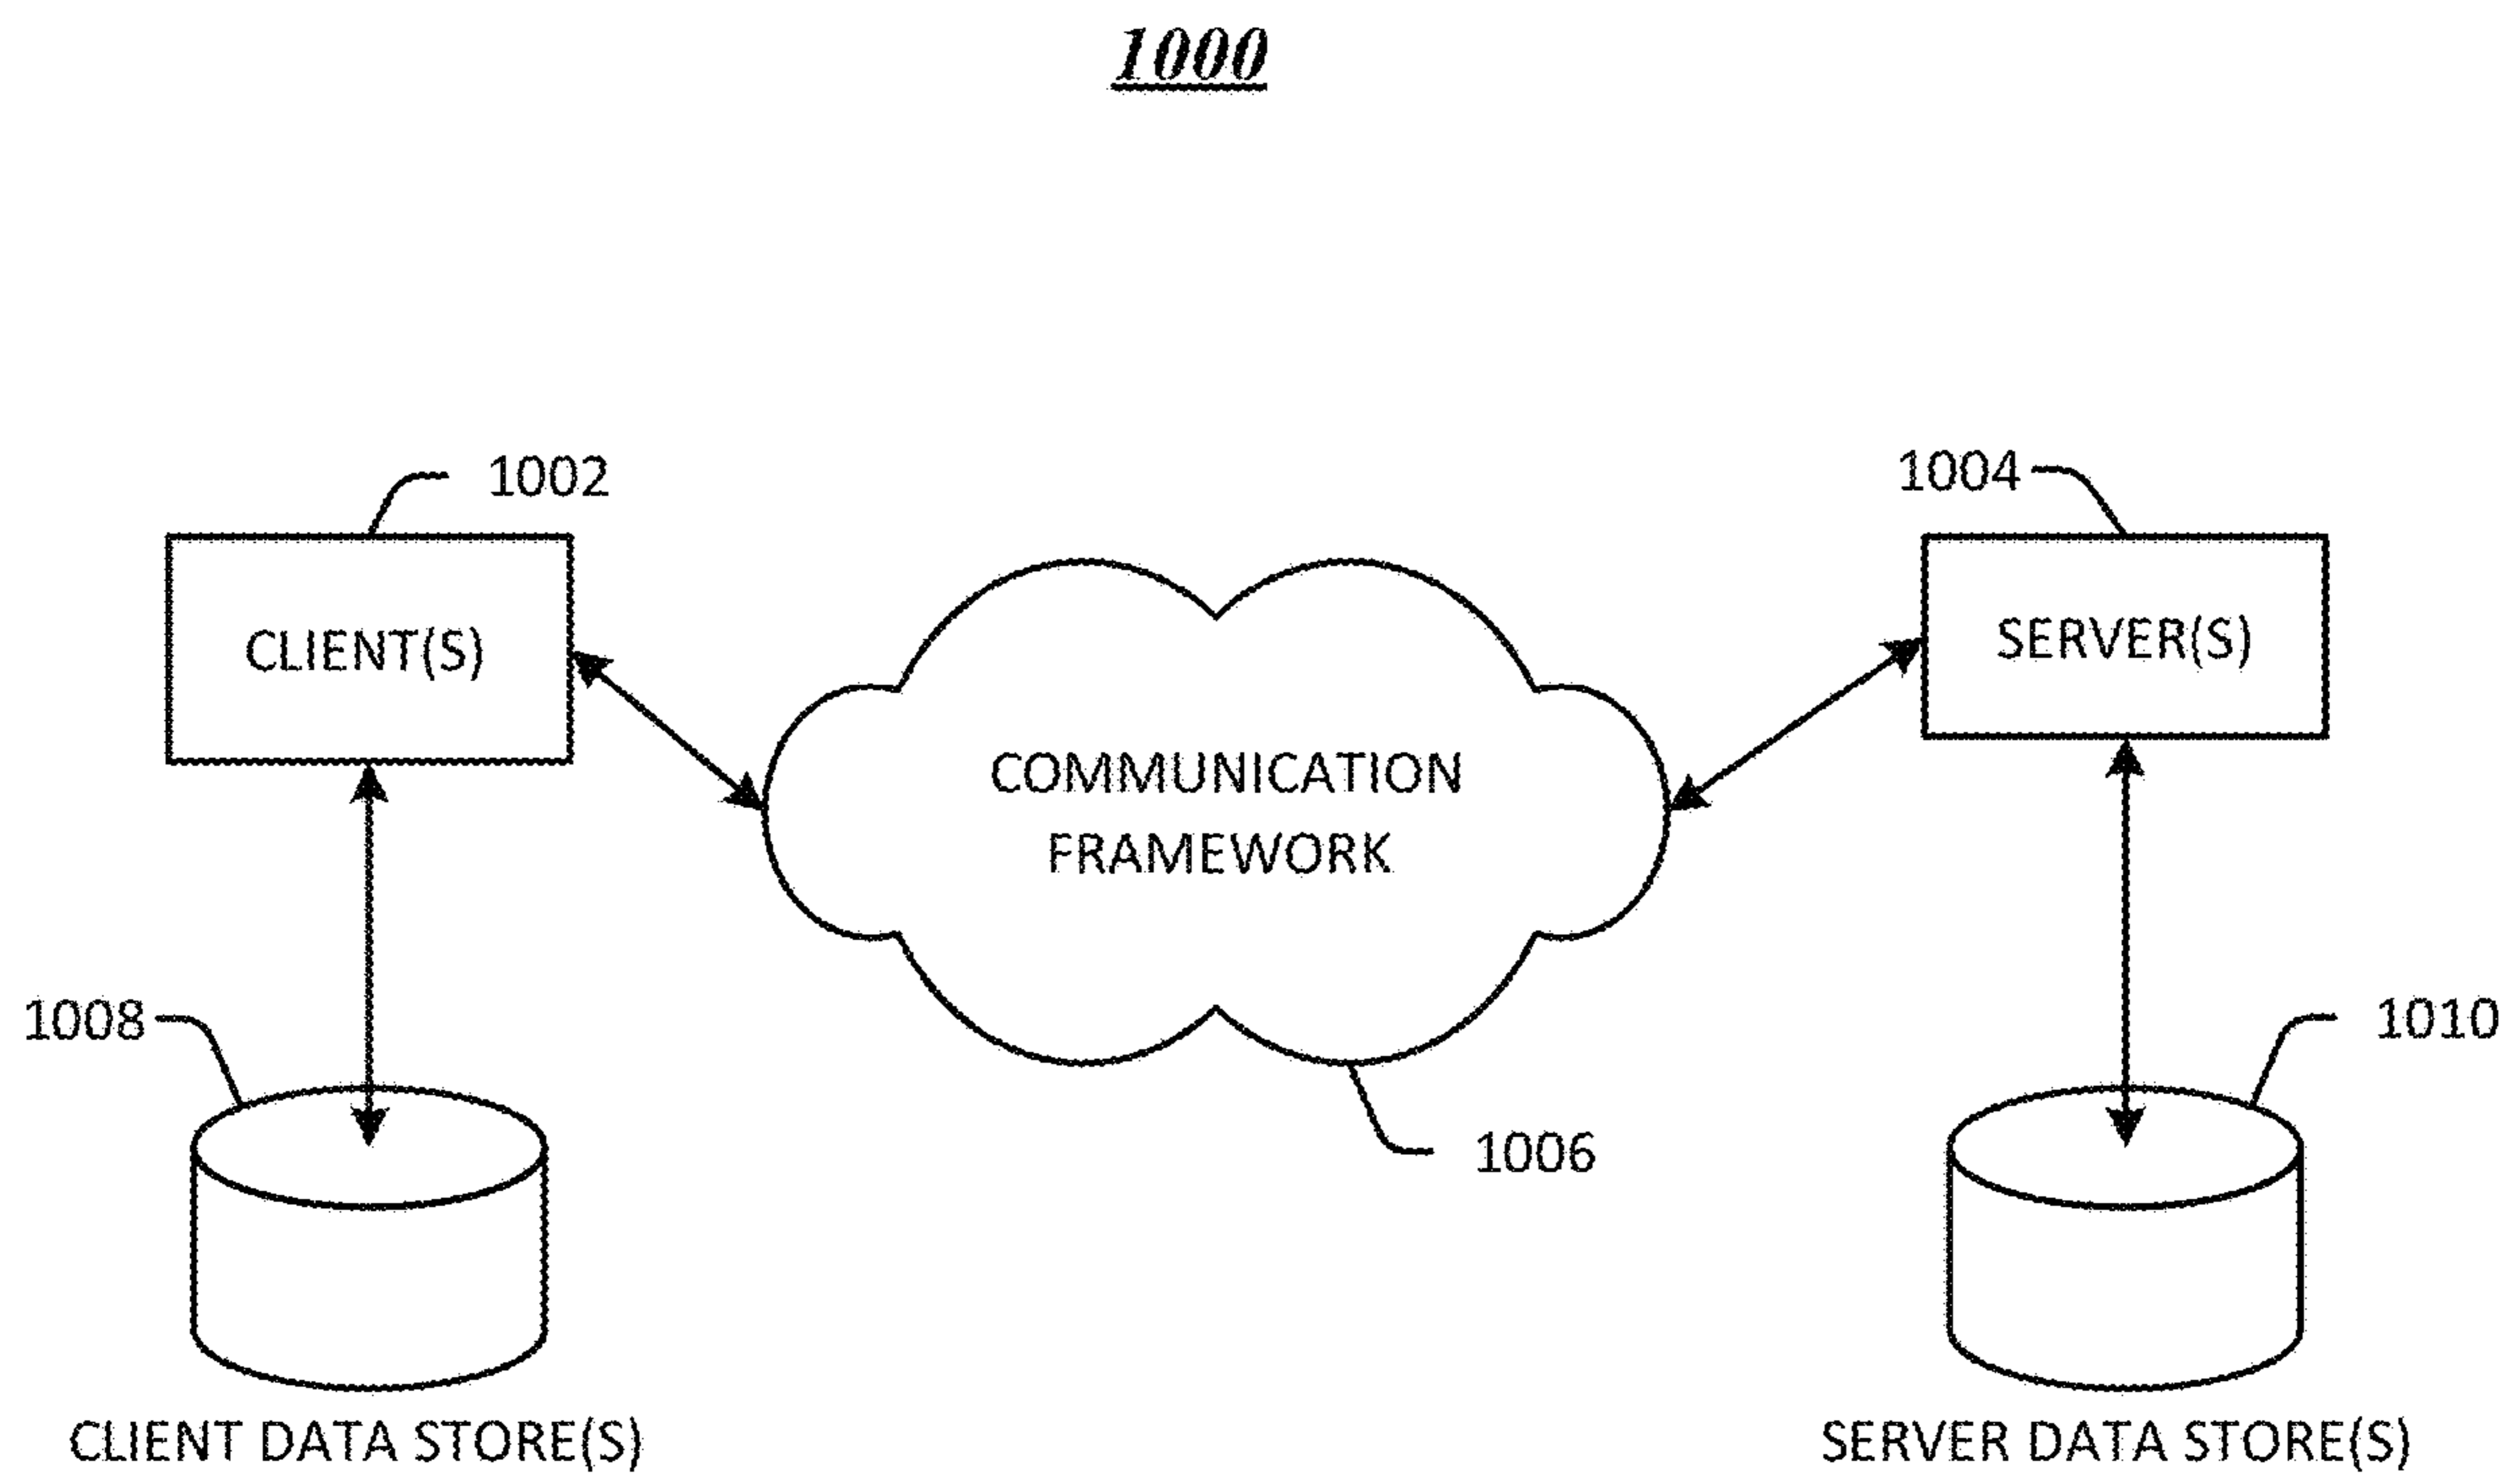 1000
1002
1004
CLIENT(S)
SERVER(S)
COMMUNICATION
FRAMEWORK
1008
1010
1006
CLIENT DATA STORE(S)
SERVER DATA STORE(S)